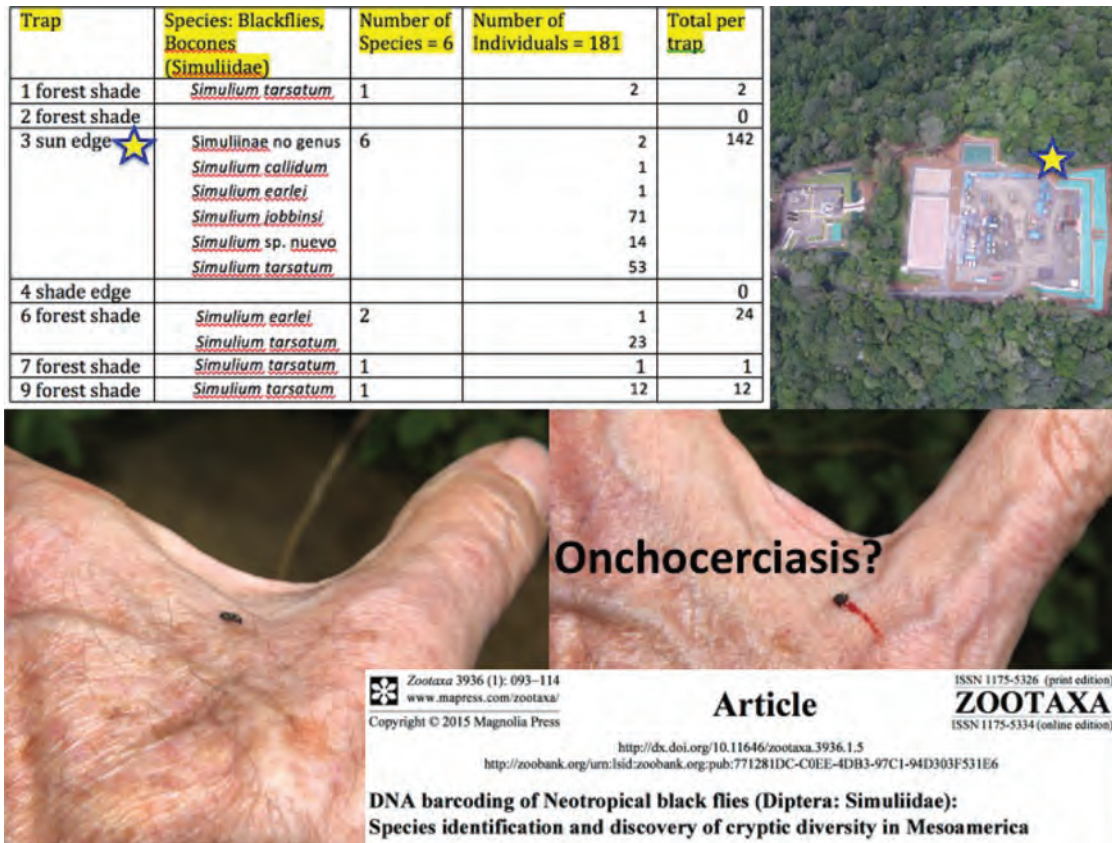 Trap Species: Blackflies, Bocones (Simuliidae) Number of Species = 6 Number of Individuals = 181 Total per trap
1 forest shade Simulium tarsatum 1 2 2
2 forest shade 0
3 sun edge Simuliinae no genus 6 2 142
Simulium callidum 1
Simulium earlei 1
Simulium jobbinsi 71
Simulium sp. nuevo 14
Simulium tarsatum 53
4 shade edge 0
6 forest shade Simulium earlei 2 1 24
Simulium tarsatum 23
7 forest shade Simulium tarsatum 1 1 1
9 forest shade Simulium tarsatum 1 12 12
Onchocerciasis?
Zootaxa 3936 (1): 093–114
www.mapress.com/zootaxa/
Copyright © 2015 Magnolia Press
Article
ISSN 1175-5326 (print edition)
ZOOTAXA
ISSN 1175-5334 (online edition)
http://dx.doi.org/10.11646/zootaxa.3936.1.5
http://zoobank.org/urn:lsid:zoobank.org:pub:771281DC-C0EE-4DB3-97C1-94D303F531E6
DNA barcoding of Neotropical black flies (Diptera: Simuliidae):
Species identification and discovery of cryptic diversity in Mesoamerica